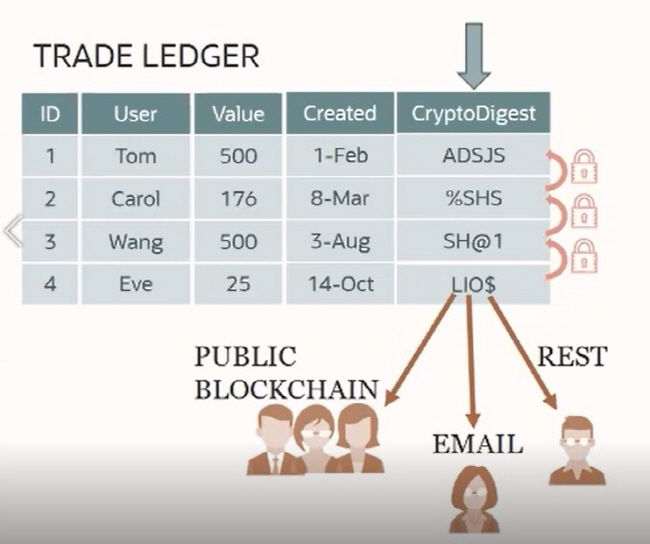 TRADE LEDGER
ID User Value Created CryptoDigest
1 Tom 500 1-Feb ADSJS
2 Carol 176 8-Mar %SHS
3 Wang 500 3-Aug SH@1
4 Eve 25 14-Oct LIO$
PUBLIC
BLOCKCHAIN
REST
EMAIL